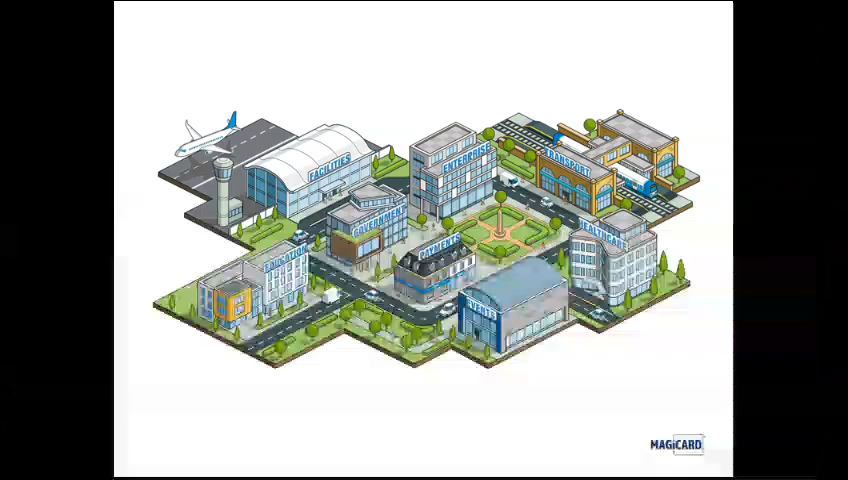 FACILITIES
ENTERPRISE
TRANSPORT
GOVERNMENT
HEALTHCARE
PAYMENTS
EDUCATION
EVENTS
MAGiCARD